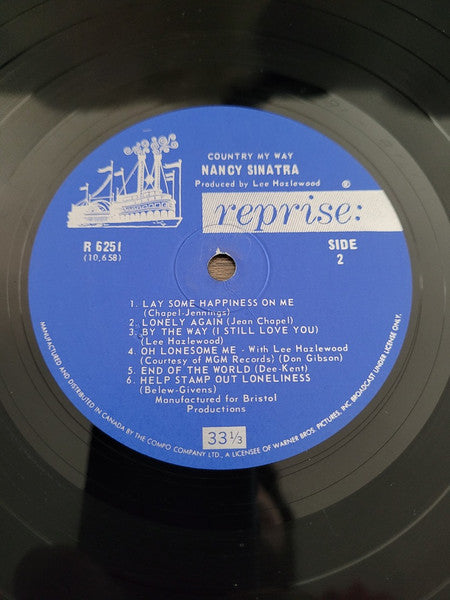 COUNTRY MY WAY
NANCY SINATRA
Produced by Lee Hazlewood
®
reprise:
R 6251
(10,658)
SIDE
2
1. LAY SOME HAPPINESS ON ME
(Chapel-Jennings)
2. LONELY AGAIN (Jean Chapel)
3. BY THE WAY (I STILL LOVE YOU)
(Lee Hazlewood)
4. OH LONESOME ME - With Lee Hazlewood
(Courtesy of MGM Records) (Don Gibson)
5. END OF THE WORLD (Dee-Kent)
6. HELP STAMP OUT LONELINESS
(Belew-Givens)
Manufactured for Bristol
Productions
33 1/3
MANUFACTURED AND DISTRIBUTED IN CANADA BY THE COMPO COMPANY LTD., A LICENSEE OF WARNER BROS. PICTURES, INC. BROADCAST UNDER LICENSE ONLY.